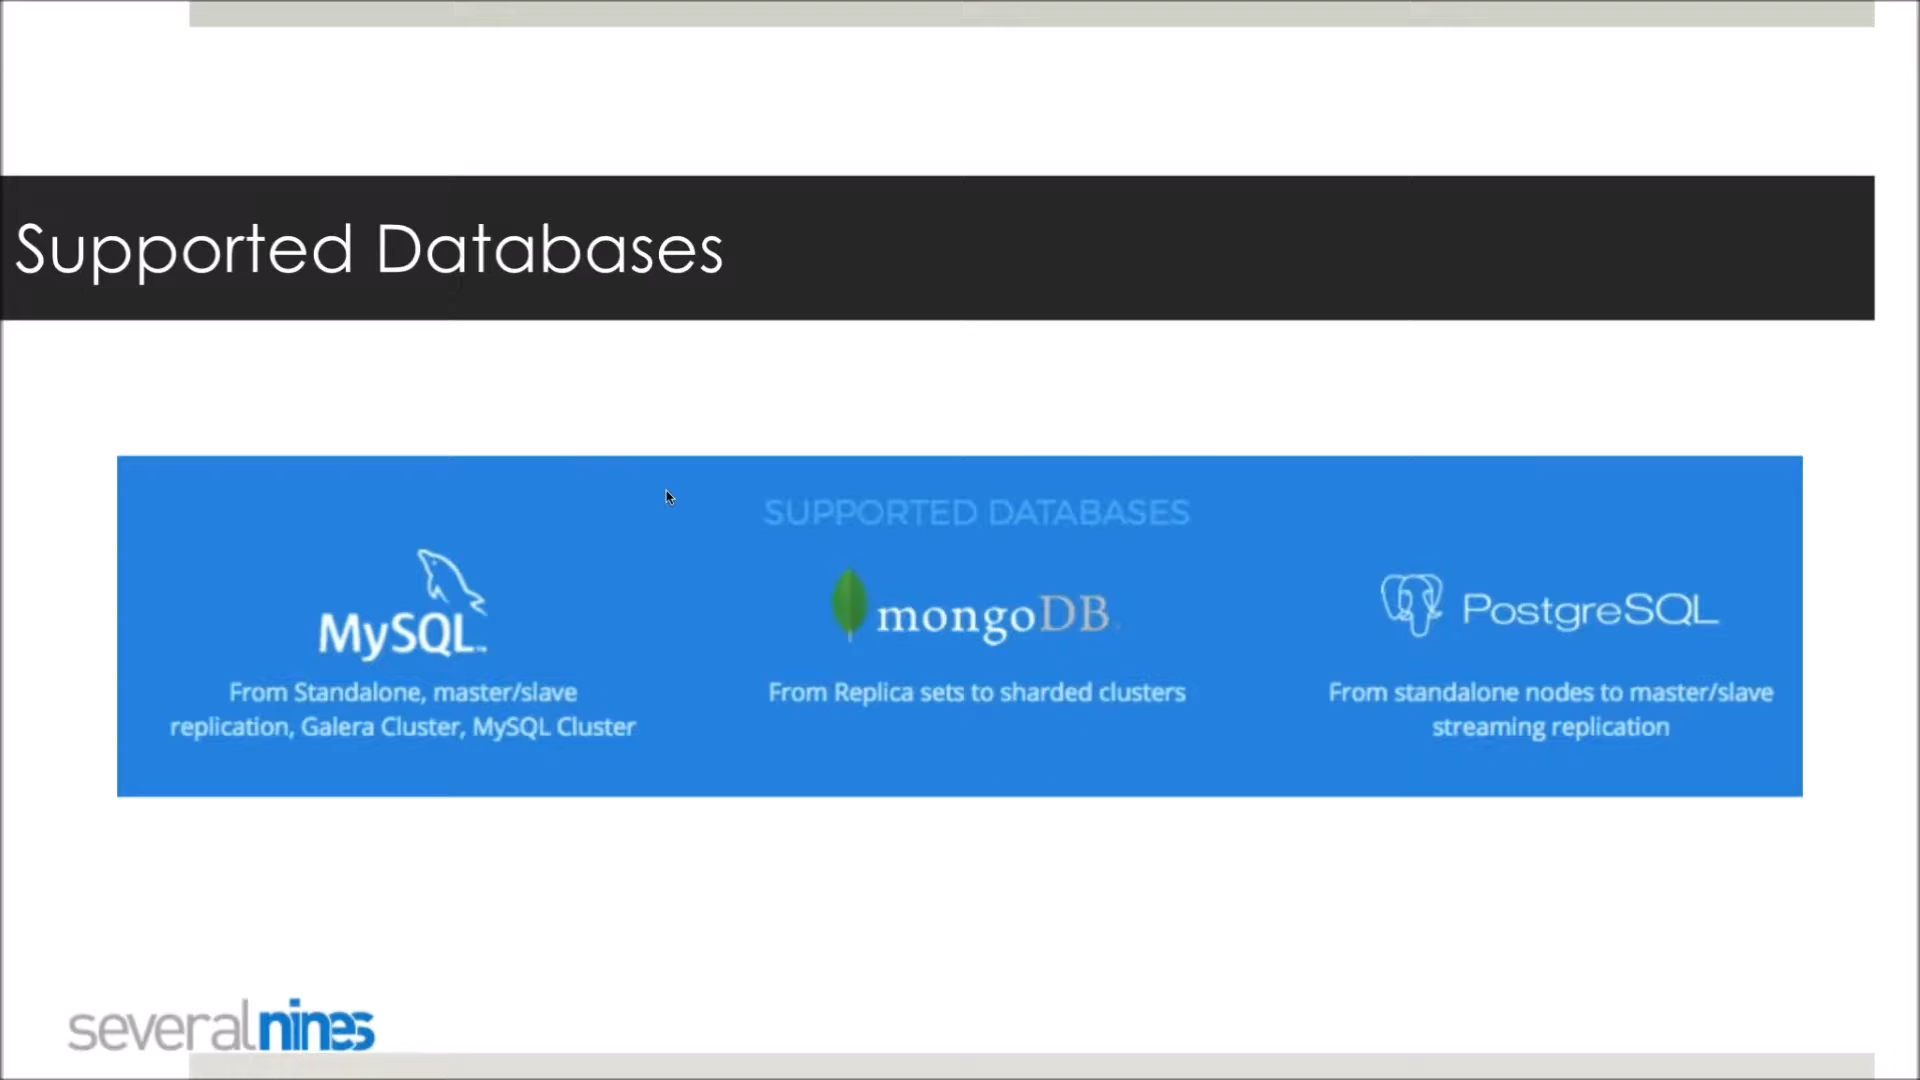 Supported Databases
SUPPORTED DATABASES
MySQL™
From Standalone, master/slave
replication, Galera Cluster, MySQL Cluster
mongoDB
From Replica sets to sharded clusters
PostgreSQL
From standalone nodes to master/slave
streaming replication
severalnines